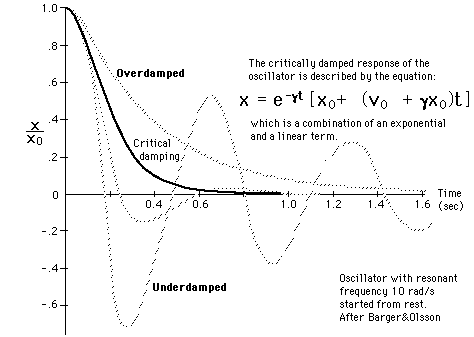 1.0
.8
.6
.4
.2
0
-.2
-.4
-.6
x
x₀
Overdamped
Critical
damping
Underdamped
The critically damped response of the
oscillator is described by the equation:
x = e^-γt [x₀+ (v₀ + γx₀)t]
which is a combination of an exponential
and a linear term.
0.4
0.6
1.0
1.2
1.4
1.6
Time
(sec)
Oscillator with resonant
frequency 10 rad/s
started from rest.
After Barger&Olsson